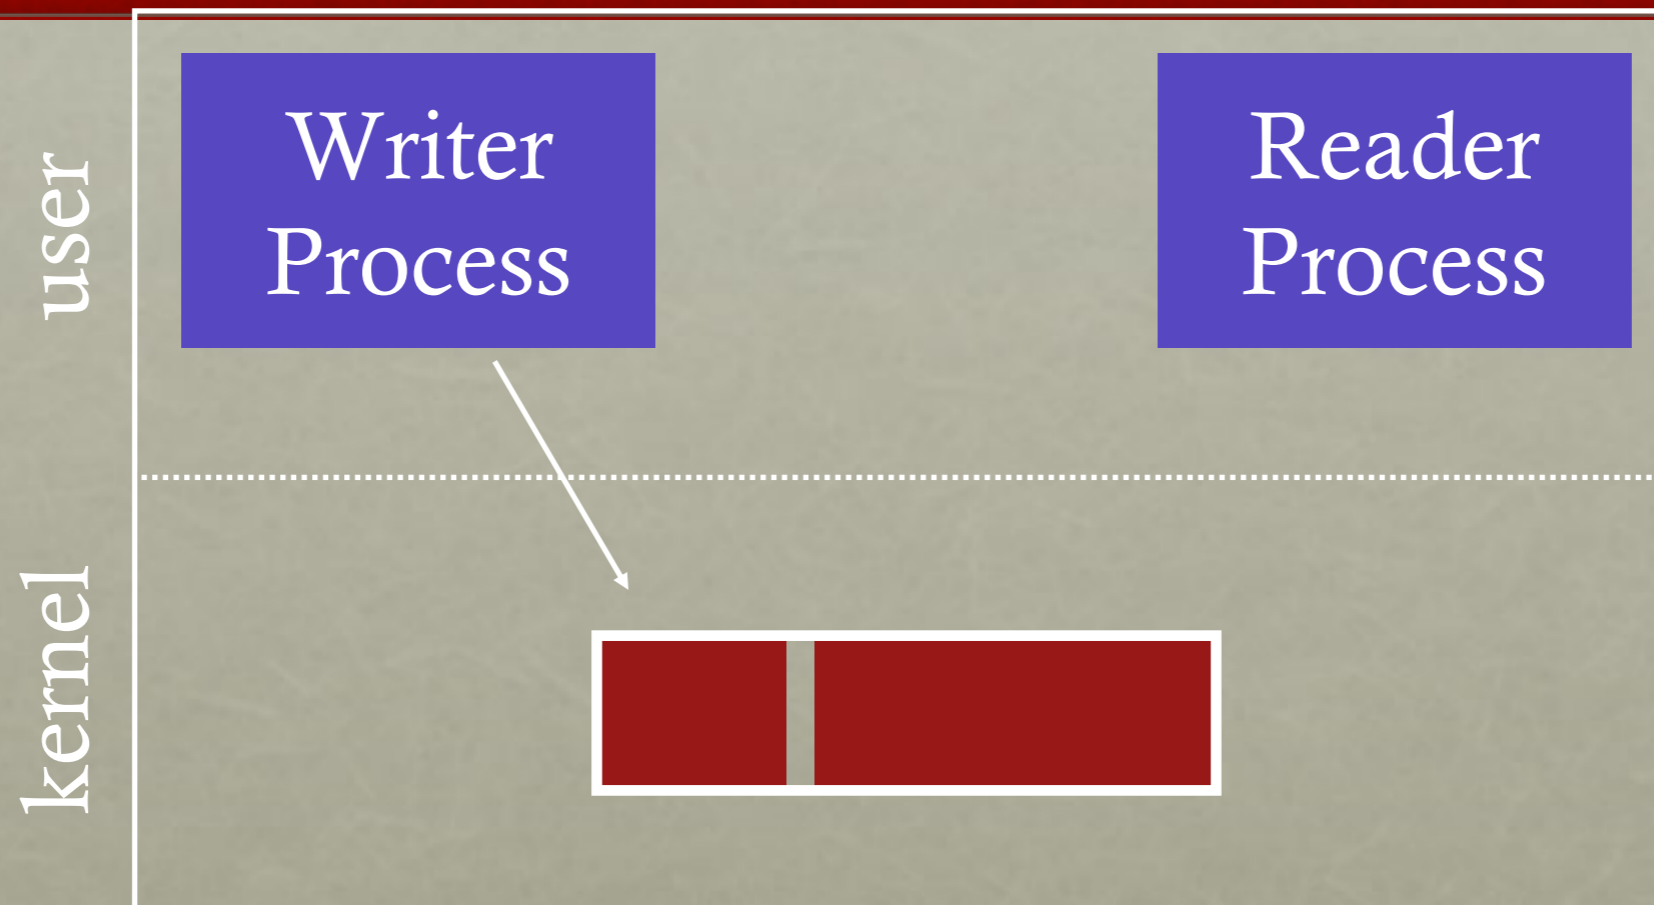 user
Writer
Process
Reader
Process
kernel